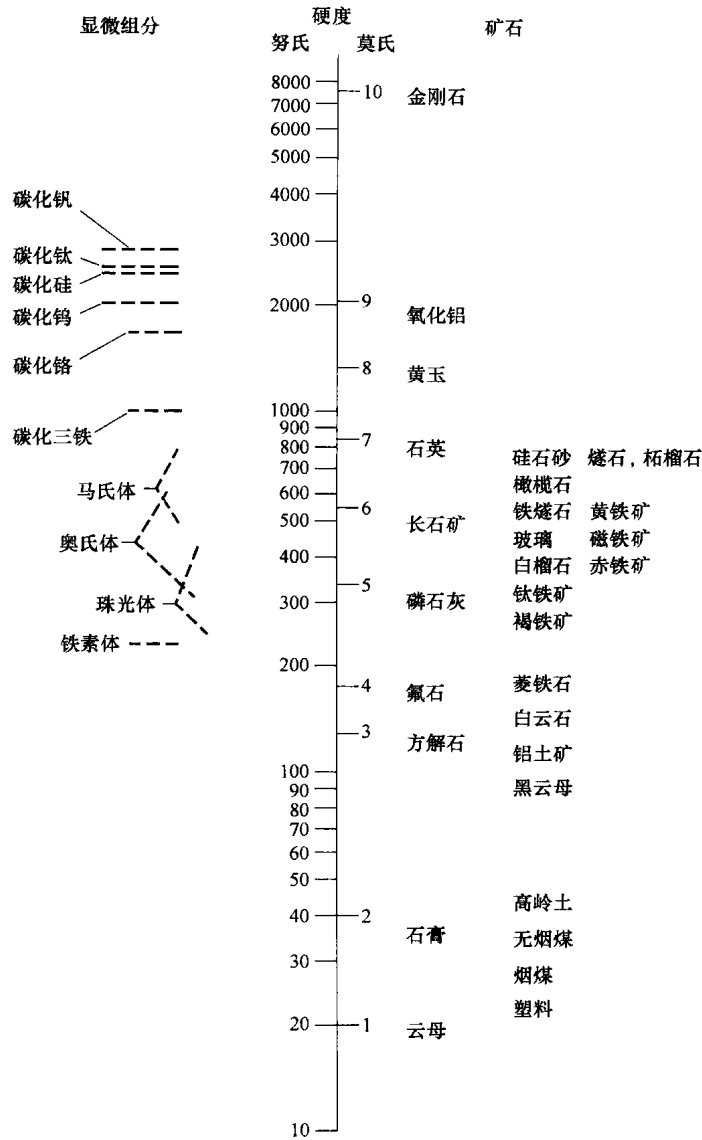 显微组分
硬度
努氏 莫氏
矿石
8000
7000
6000
5000
4000
3000
2000
1000
900
800
700
600
500
400
300
200
100
90
80
70
60
50
40
30
20
10
10
9
8
7
6
5
4
3
2
1
碳化钒
碳化钛
碳化硅
碳化钨
碳化铬
碳化三铁
马氏体
奥氏体
珠光体
铁素体
金刚石
氧化铝
黄玉
石英
长石矿
磷石灰
氟石
方解石
石膏
云母
硅石砂 燧石，柘榴石
橄榄石
铁燧石 黄铁矿
玻璃 磁铁矿
白榴石 赤铁矿
钛铁矿
褐铁矿
菱铁石
白云石
铝土矿
黑云母
高岭土
无烟煤
烟煤
塑料